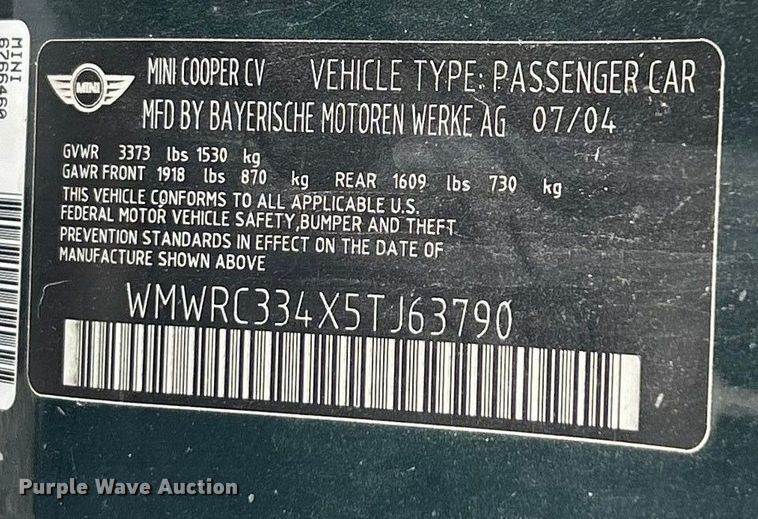 MINI
6766460
MINI
MINI COOPER CV VEHICLE TYPE: PASSENGER CAR
MFD BY BAYERISCHE MOTOREN WERKE AG 07/04
GVWR 3373 lbs 1530 kg
GAWR FRONT 1918 lbs 870 kg REAR 1609 lbs 730 kg
THIS VEHICLE CONFORMS TO ALL APPLICABLE U.S.
FEDERAL MOTOR VEHICLE SAFETY,BUMPER AND THEFT
PREVENTION STANDARDS IN EFFECT ON THE DATE OF
MANUFACTURE SHOWN ABOVE
WMWRC334X5TJ63790
Purple Wave Auction